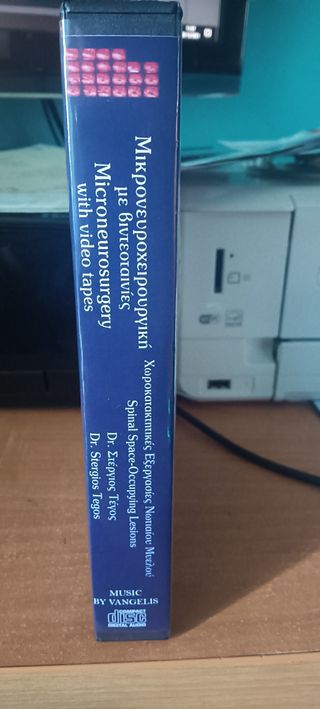 Μικρονευροχειρουργική
με βιντεοταινίες
Microneurosurgery
with video tapes
Χωροκατακτητικές Εξεργασίες Νωτιαίου Μυελού
Spinal Space-Occupying Lesions
Dr. Στέργιος Τέγος
Dr. Stergios Tegos
MUSIC
BY VANGELIS
COMPACT
disc
DIGITAL AUDIO